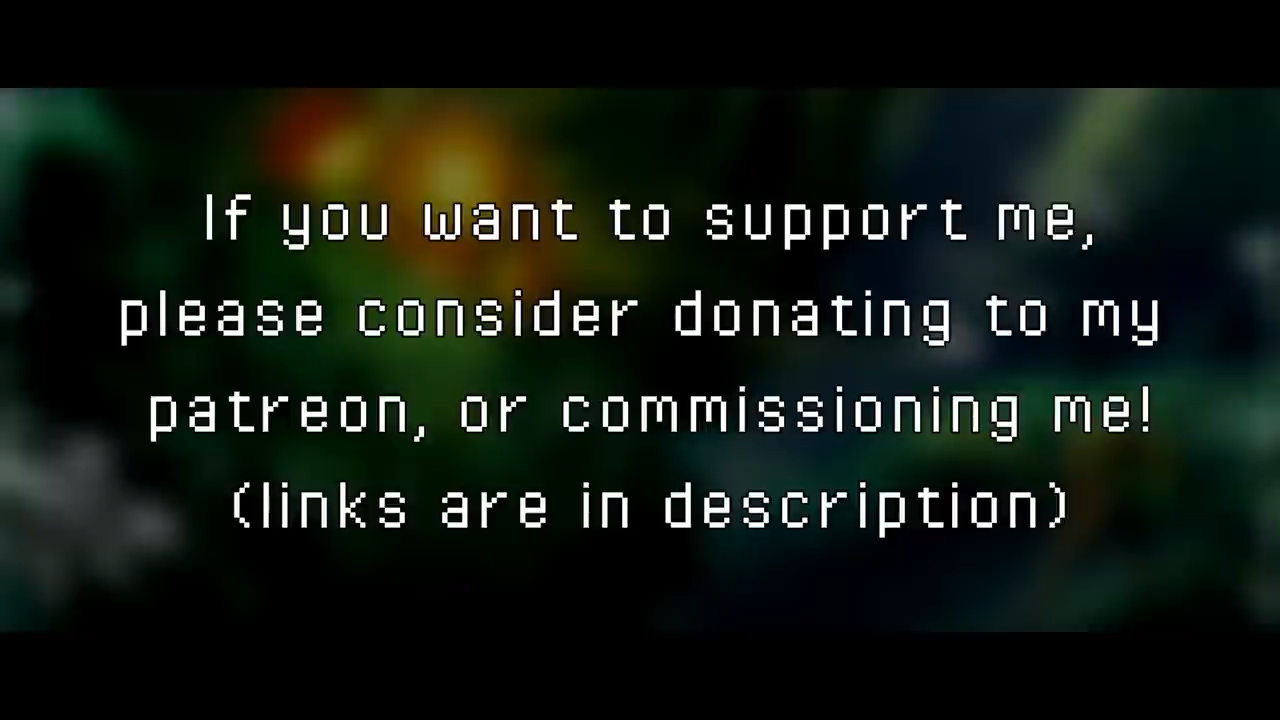 If you want to support me,
please consider donating to my
patreon, or commissioning me!
(links are in description)